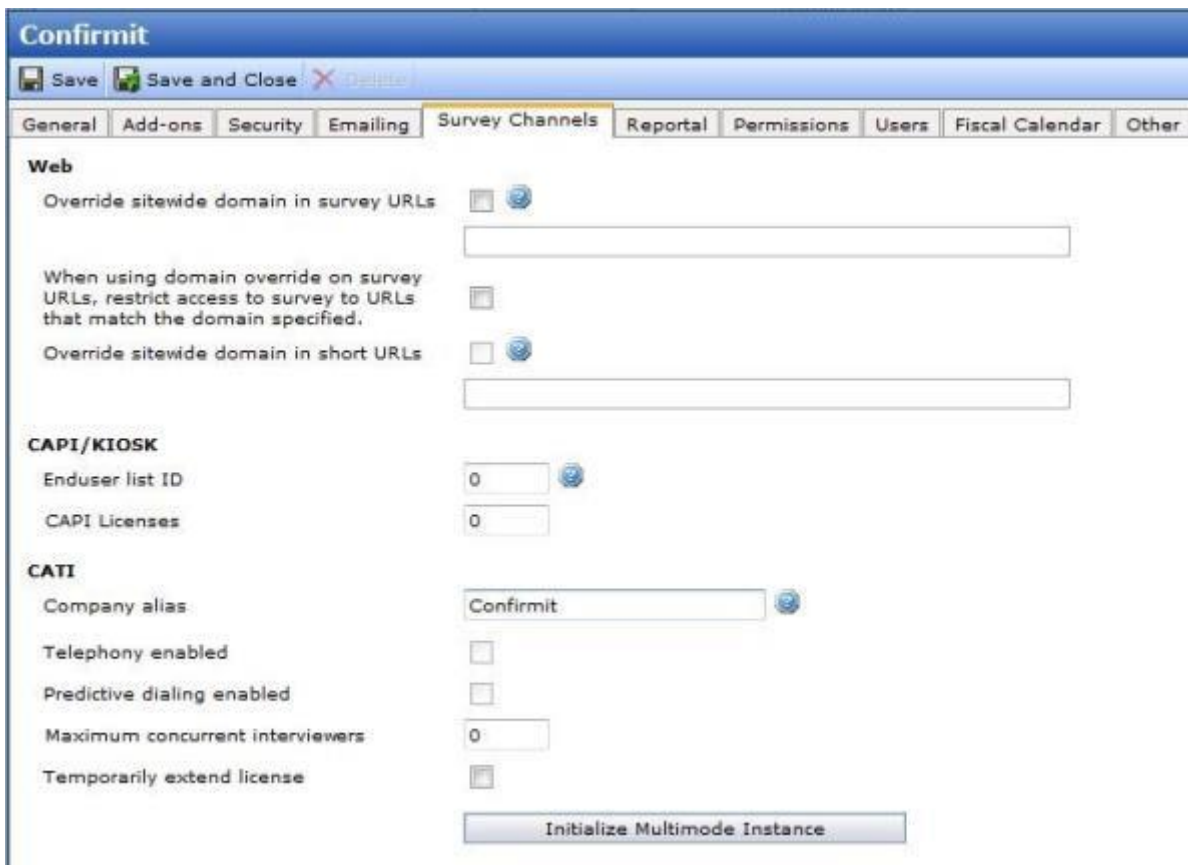 Confirmit
Save Save and Close Delete
General Add-ons Security Emailing Survey Channels Reportal Permissions Users Fiscal Calendar Other
Web
Override sitewide domain in survey URLs
When using domain override on survey
URLs, restrict access to survey to URLs
that match the domain specified.
Override sitewide domain in short URLs
CAPI/KIOSK
Enduser list ID 0
CAPI Licenses 0
CATI
Company alias Confirmit
Telephony enabled
Predictive dialing enabled
Maximum concurrent interviewers 0
Temporarily extend license
Initialize Multimode Instance